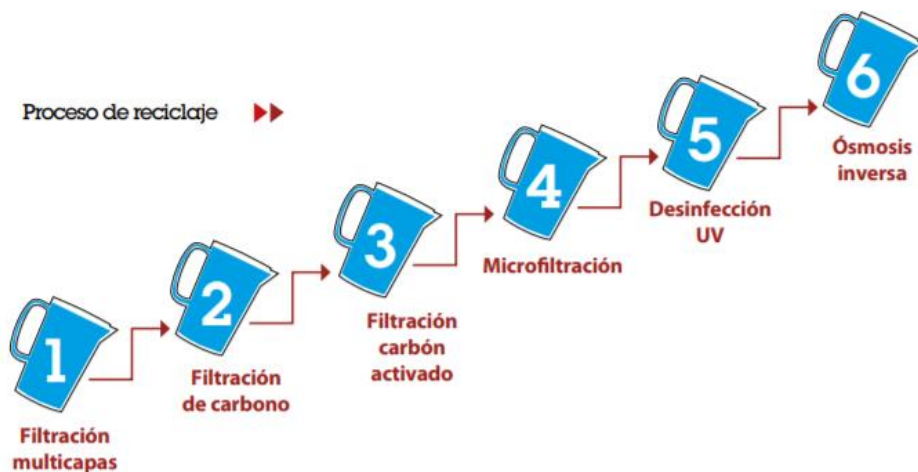 Proceso de reciclaje
1
Filtración
multicapas
2
Filtración
de carbono
3
Filtración
carbón
activado
4
Microfiltración
5
Desinfección
UV
6
Ósmosis
inversa